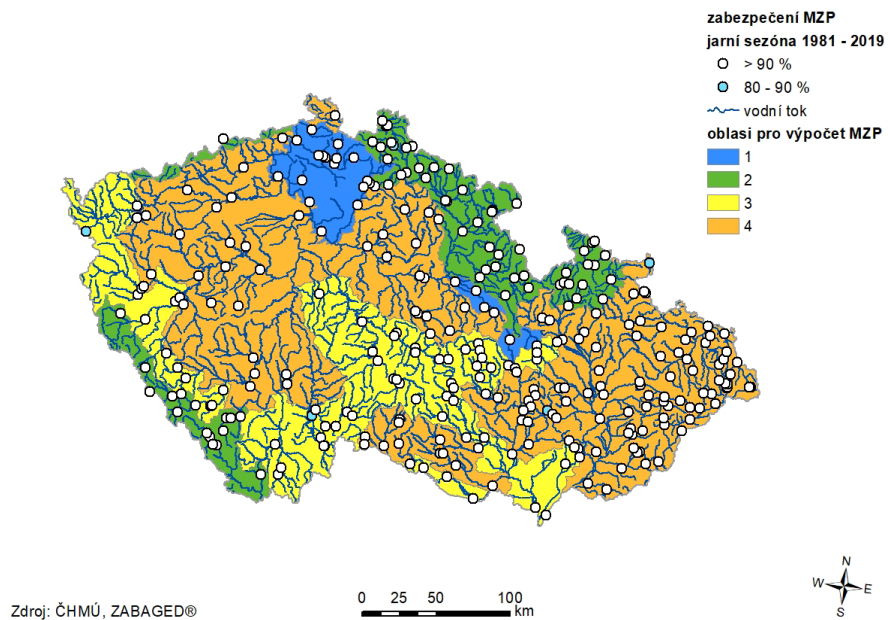 zabezpečení MZP
jarní sezóna 1981 - 2019
> 90 %
80 - 90 %
vodní tok
oblasi pro výpočet MZP
1
2
3
4
N
W
E
S
0 25 50 100
km
Zdroj: ČHMÚ, ZABAGED®